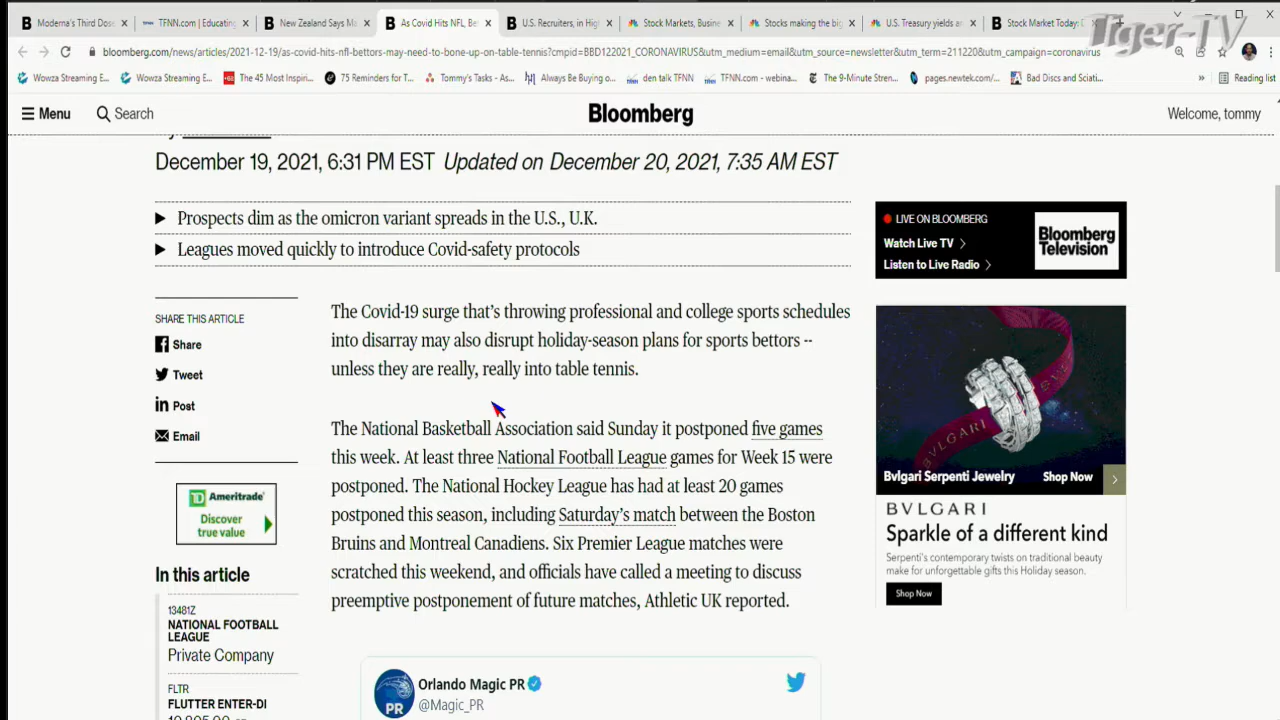 Moderna's Third Dose
TFNN.com | Educating
New Zealand Says M
As Covid Hits NFL, Be
U.S. Recruiters, in Hig
Stock Markets, Busine
Stocks making the big
U.S. Treasury yields a
Stock Market Today: D
Tiger-TV
bloomberg.com/news/articles/2021-12-19/as-covid-hits-nfl-bettors-may-need-to-bone-up-on-table-tennis?cmpid=BBD122021_CORONAVIRUS&utm_medium=email&utm_source=newsletter&utm_term=211220&utm_campaign=coronavirus
Wowza Streaming E...
Wowza Streaming E...
The 45 Most Inspiri...
75 Reminders for T...
Tommy's Tasks - As...
Always Be Buying o...
den talk TFNN
TFNN.com - webina...
The 9-Minute Stren...
pages.newtek.com/...
Bad Discs and Sciati...
»
Reading list
Menu
Search
Bloomberg
Welcome, tommy
December 19, 2021, 6:31 PM EST Updated on December 20, 2021, 7:35 AM EST
Prospects dim as the omicron variant spreads in the U.S., U.K.
Leagues moved quickly to introduce Covid-safety protocols
LIVE ON BLOOMBERG
Watch Live TV >
Listen to Live Radio >
Bloomberg
Television
SHARE THIS ARTICLE
Share
Tweet
Post
Email
The Covid-19 surge that's throwing professional and college sports schedules
into disarray may also disrupt holiday-season plans for sports bettors --
unless they are really, really into table tennis.
The National Basketball Association said Sunday it postponed five games
this week. At least three National Football League games for Week 15 were
postponed. The National Hockey League has had at least 20 games
postponed this season, including Saturday's match between the Boston
Bruins and Montreal Canadiens. Six Premier League matches were
scratched this weekend, and officials have called a meeting to discuss
preemptive postponement of future matches, Athletic UK reported.
BVLGARI
Bvlgari Serpenti Jewelry
Shop Now
BVLGARI
Sparkle of a different kind
Serpenti's contemporary twists on traditional beauty
make for unforgettable gifts this Holiday season.
Shop Now
TD Ameritrade
Discover
true value
In this article
13481Z
NATIONAL FOOTBALL
LEAGUE
Private Company
FLTR
FLUTTER ENTER-DI
PR
Orlando Magic PR
@Magic_PR